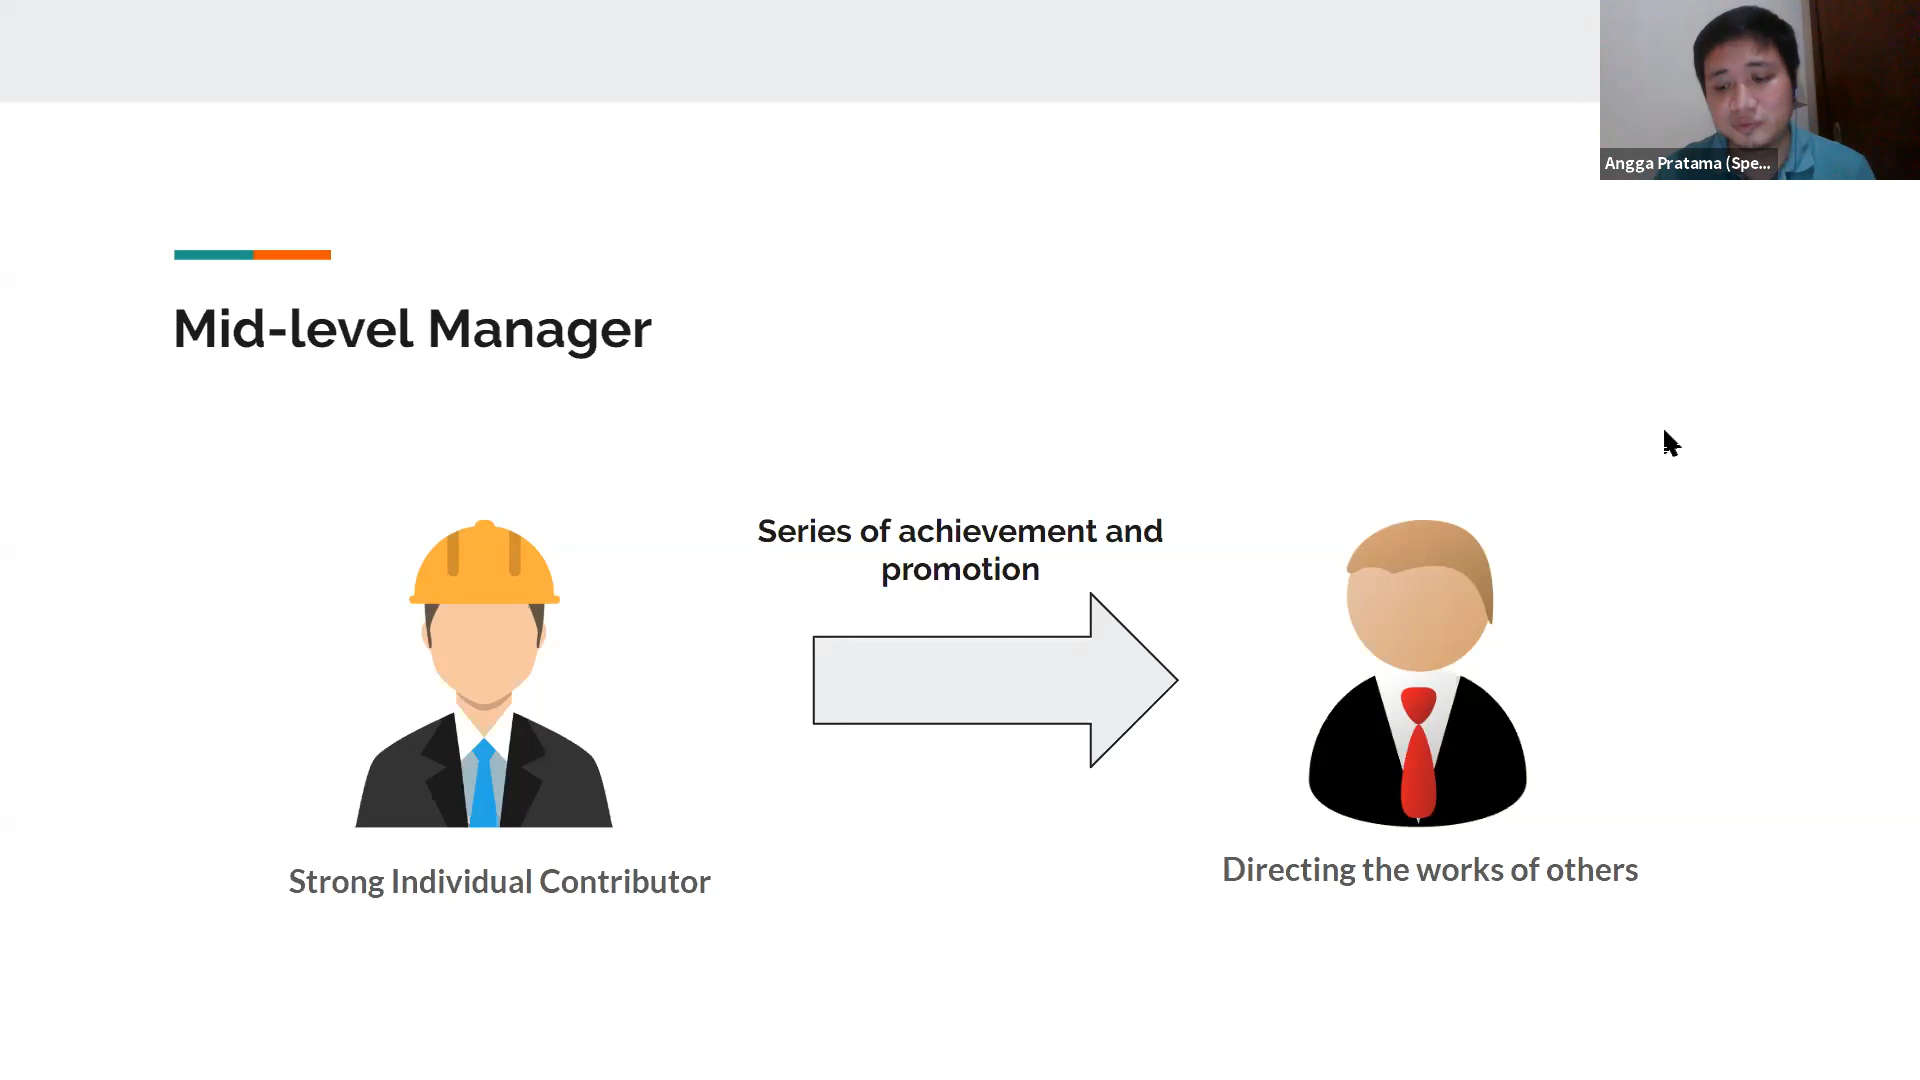 Angga Pratama (Spe...
Mid-level Manager
Series of achievement and
promotion
Strong Individual Contributor
Directing the works of others